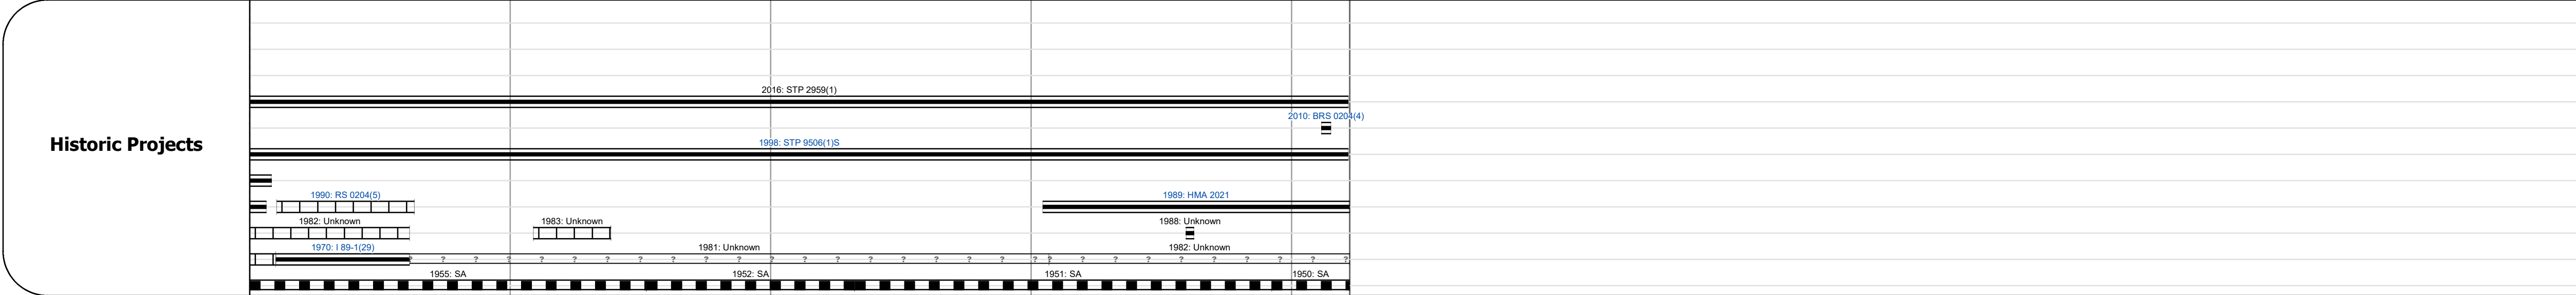 2016: STP 2959(1)
2010: BRS 0204(4)
Historic Projects
1998: STP 9506(1)S
1990: RS 0204(5)
1989: HMA 2021
1982: Unknown
1983: Unknown
1988: Unknown
1970: I 89-1(29)
1981: Unknown
1982: Unknown
? ? ? ? ? ? ? ? ? ? ? ? ? ? ? ? ? ? ? ? ? ? ? ? ? ? ? ? ? ?
1955: SA
1952: SA
1951: SA
1950: SA